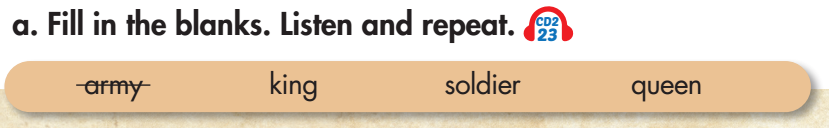 a. Fill in the blanks. Listen and repeat. CD2 23
army king soldier queen